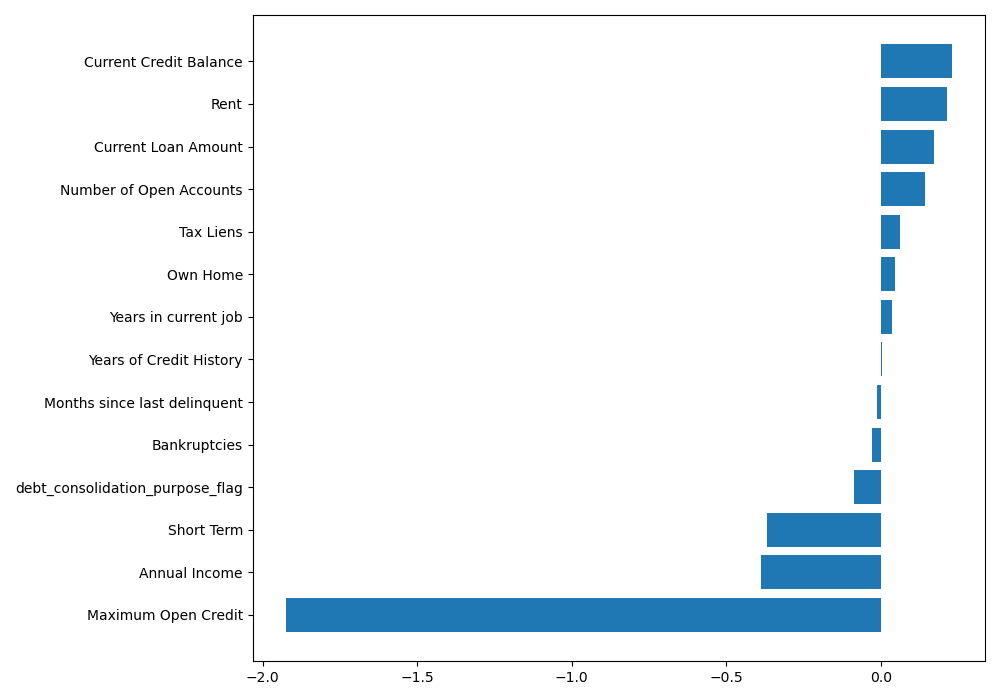 Current Credit Balance
Rent
Current Loan Amount
Number of Open Accounts
Tax Liens
Own Home
Years in current job
Years of Credit History
Months since last delinquent
Bankruptcies
debt_consolidation_purpose_flag
Short Term
Annual Income
Maximum Open Credit
−2.0 −1.5 −1.0 −0.5 0.0